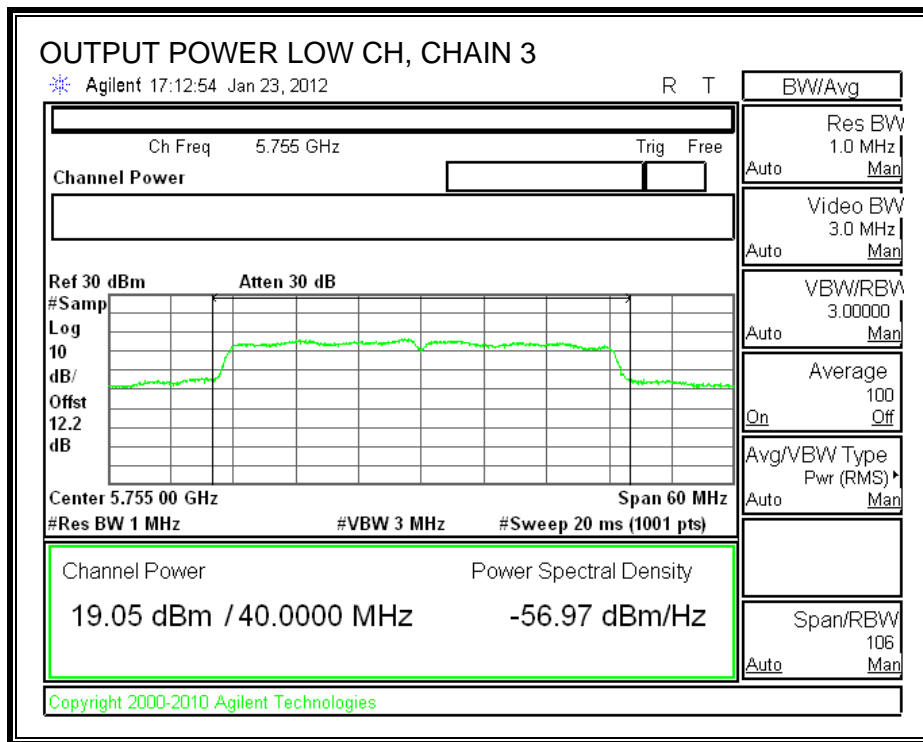 OUTPUT POWER LOW CH, CHAIN 3
Agilent 17:12:54 Jan 23, 2012 R T
Ch Freq 5.755 GHz Trig Free
Channel Power
Ref 30 dBm Atten 30 dB
#Samp
Log
10
dB/
Offst
12.2
dB
Center 5.755 00 GHz Span 60 MHz
#Res BW 1 MHz #VBW 3 MHz #Sweep 20 ms (1001 pts)
Channel Power Power Spectral Density
19.05 dBm / 40.0000 MHz -56.97 dBm/Hz
Copyright 2000-2010 Agilent Technologies
BW/Avg
Res BW
1.0 MHz
Auto Man
Video BW
3.0 MHz
Auto Man
VBW/RBW
3.00000
Auto Man
Average
100
On Off
Avg/VBW Type
Pwr (RMS)
Auto Man
Span/RBW
106
Auto Man